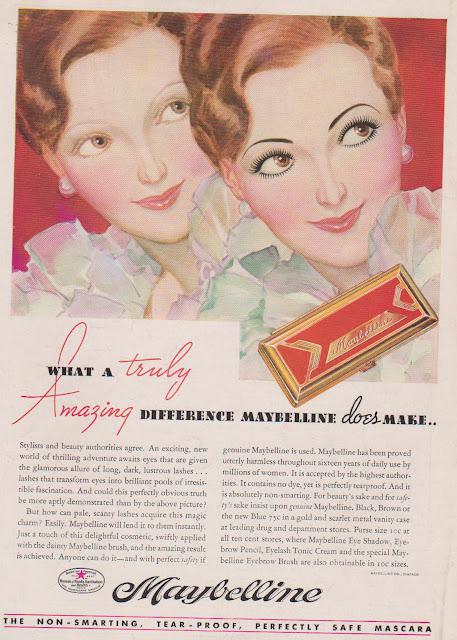 Maybelline
WHAT A truly
Amazing DIFFERENCE MAYBELLINE does MAKE..
Stylists and beauty authorities agree. An exciting, new
world of thrilling adventure awaits eyes that are given
the glamorous allure of long, dark, lustrous lashes . . .
lashes that transform eyes into brilliant pools of irresis-
tible fascination. And could this perfectly obvious truth
be more aptly demonstrated than by the above picture?
But how can pale, scanty lashes acquire this magic
charm? Easily. Maybelline will lend it to them instantly.
Just a touch of this delightful cosmetic, swiftly applied
with the dainty Maybelline brush, and the amazing result
is achieved. Anyone can do it—and with perfect safety if
genuine Maybelline is used. Maybelline has been proved
utterly harmless throughout sixteen years of daily use by
millions of women. It is accepted by the highest author-
ities. It contains no dye, yet is perfectly tearproof. And it
is absolutely non-smarting. For beauty's sake and for safe-
ty's sake insist upon genuine Maybelline. Black, Brown or
the new Blue 75c in a gold and scarlet metal vanity case
at leading drug and department stores. Purse size 10c at
all ten cent stores, where Maybelline Eye Shadow, Eye-
brow Pencil, Eyelash Tonic Cream and the special May-
belline Eyebrow Brush are also obtainable in 10c sizes.
MAYBELLINE CO., CHICAGO
Maybelline
THE NON-SMARTING, TEAR-PROOF, PERFECTLY SAFE MASCARA